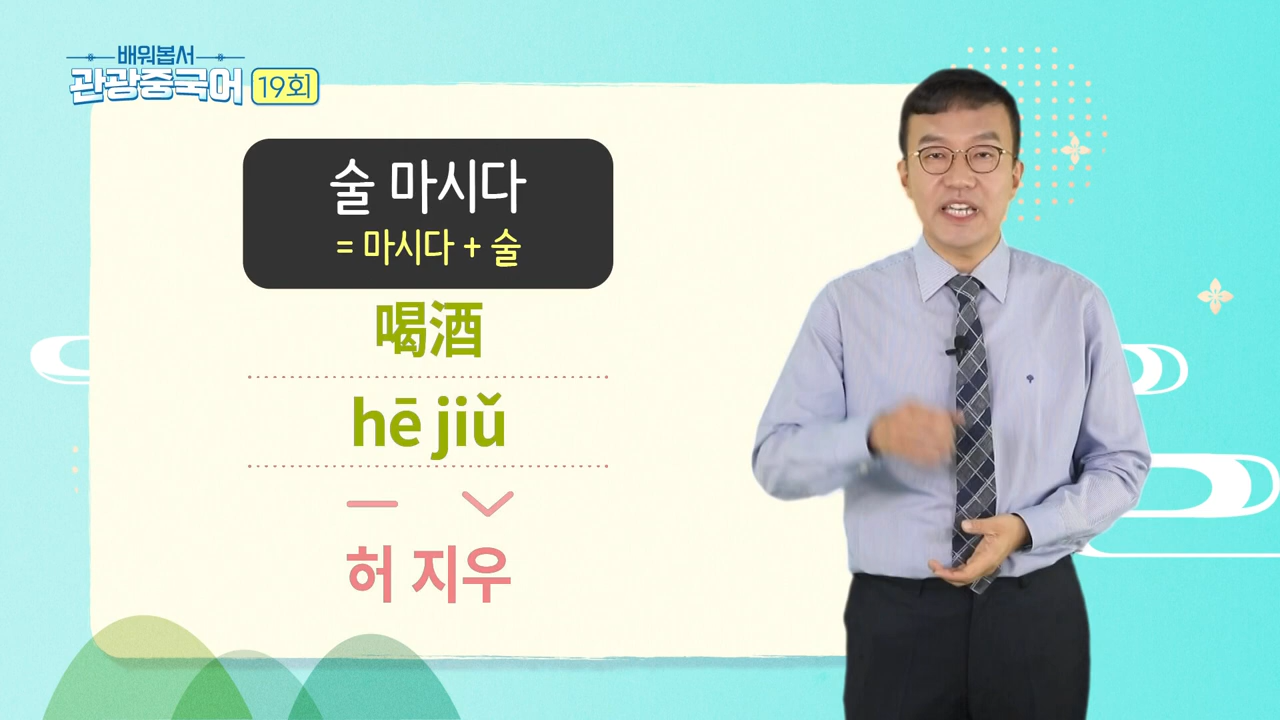 배워봅서
관광중국어 19회
술 마시다
= 마시다 + 술
喝酒
hē jiǔ
허 지우